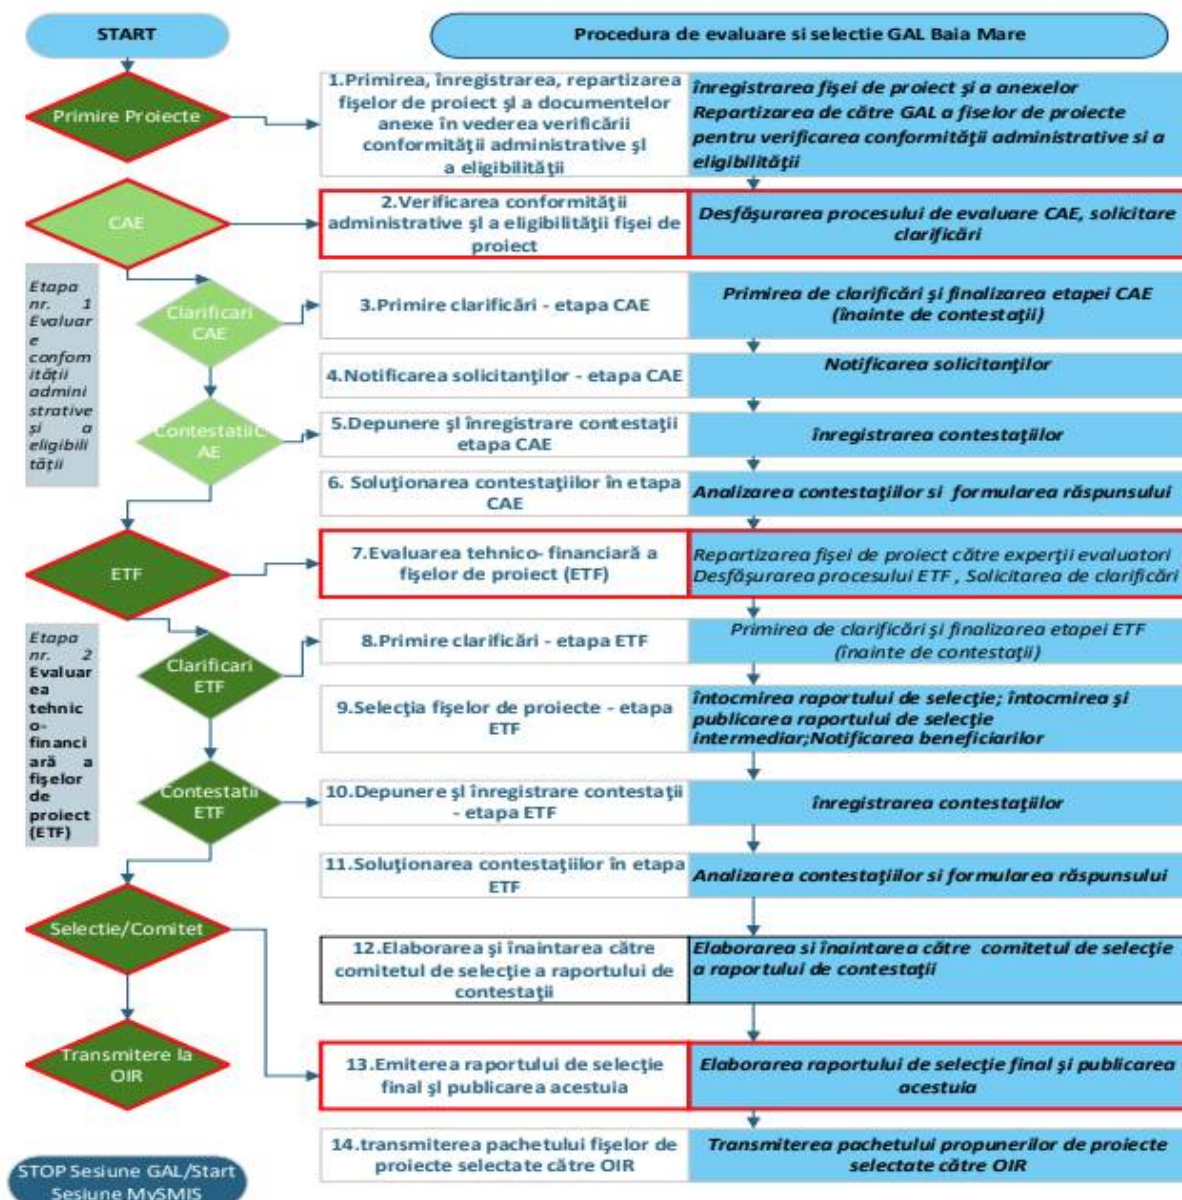 START
Procedura de evaluare si selectie GAL Baia Mare
Primire Proiecte
1.Primirea, înregistrarea, repartizarea
fişelor de proiect şl a documentelor
anexe în vederea verificării
conformităţii administrative şl
a eligibilităţii
înregistrarea fişei de proiect şi a anexelor
Repartizarea de către GAL a fiselor de proiecte
pentru verificarea conformităţii administrative si a
eligibilităţii
CAE
2.Verificarea conformităţii
administrative şl a eligibilităţii fişei de
proiect
Desfăşurarea procesului de evaluare CAE, solicitare
clarificări
Etapa
nr. 1
Evaluar
e
conform
ității
admini
strative
și a
eligibili
tății
Clarificari
CAE
3.Primire clarificări - etapa CAE
Primirea de clarificări şi finalizarea etapei CAE
(înainte de contestaţii)
4.Notificarea solicitanţilor - etapa CAE
Notificarea solicitanţilor
Contestatii C
AE
5.Depunere şl înregistrare contestaţii
etapa CAE
înregistrarea contestaţiilor
6. Soluţionarea contestaţiilor în etapa
CAE
Analizarea contestaţiilor si formularea răspunsului
ETF
7.Evaluarea tehnico- financiară a
fişelor de proiect (ETF)
Repartizarea fişei de proiect către experţii evaluatori
Desfăşurarea procesului ETF , Solicitarea de clarificări
Etapa
nr. 2
Evaluar
ea
tehnic
o-
financi
ară a
fişelor
de
proiect
(ETF)
Clarificari
ETF
8.Primire clarificări - etapa ETF
Primirea de clarificări şi finalizarea etapei ETF
(înainte de contestaţii)
9.Selecţia fişelor de proiecte - etapa
ETF
întocmirea raportului de selecţie; întocmirea şi
publicarea raportului de selecţie
intermediar;Notificarea beneficiarilor
Contestatii
ETF
10.Depunere şl înregistrare contestaţii
- etapa ETF
înregistrarea contestaţiilor
11.Soluţionarea contestaţiilor în etapa
ETF
Analizarea contestaţiilor si formularea răspunsului
Selectie/Comitet
12.Elaborarea şi înaintarea către
comitetul de selecţie a raportului de
contestaţii
Elaborarea si înaintarea către comitetul de selecţie
a raportului de contestaţii
Transmitere la
OIR
13.Emiterea raportului de selecţie
final şl publicarea acestuia
Elaborarea raportului de selecţie final şi publicarea
acestuia
14.transmiterea pachetului fişelor de
proiecte selectate către OIR
Transmiterea pachetului propunerilor de proiecte
selectate către OIR
STOP Sesiune GAL/Start
Sesiune MySMIS